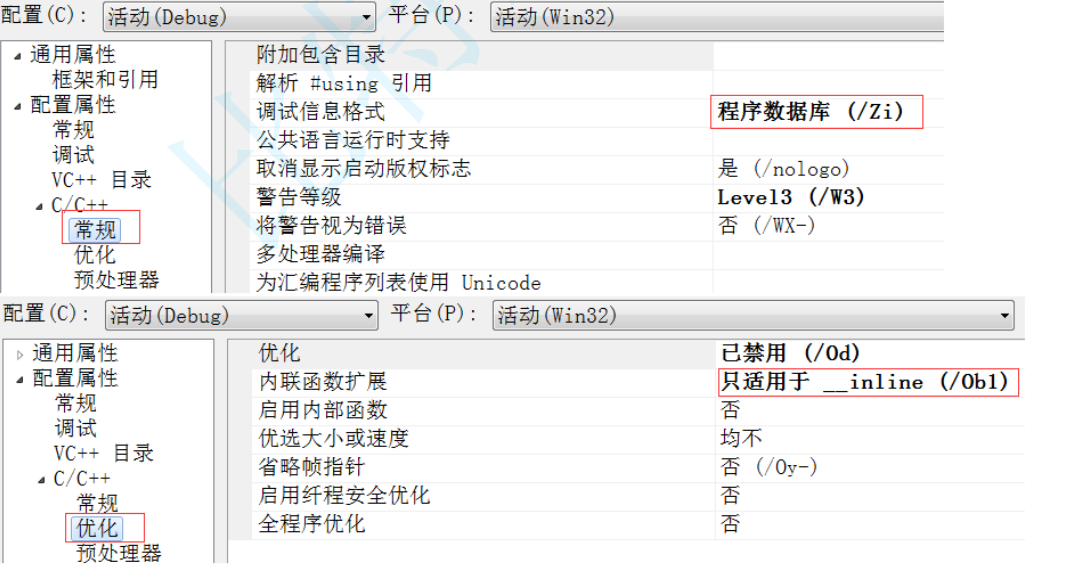 配置(C): 活动(Debug) 平台(P): 活动(Win32)
通用属性
框架和引用
配置属性
常规
调试
VC++ 目录
C/C++
常规
优化
预处理器
附加包含目录
解析 #using 引用
调试信息格式 程序数据库 (/Zi)
公共语言运行时支持
取消显示启动版权标志 是 (/nologo)
警告等级 Level3 (/W3)
将警告视为错误 否 (/WX-)
多处理器编译
为汇编程序列表使用 Unicode
配置(C): 活动(Debug) 平台(P): 活动(Win32)
通用属性
配置属性
常规
调试
VC++ 目录
C/C++
常规
优化
预处理器
优化 已禁用 (/Od)
内联函数扩展 只适用于 __inline (/Ob1)
启用内部函数 否
优选大小或速度 均不
省略帧指针 否 (/Oy-)
启用纤程安全优化 否
全程序优化 否